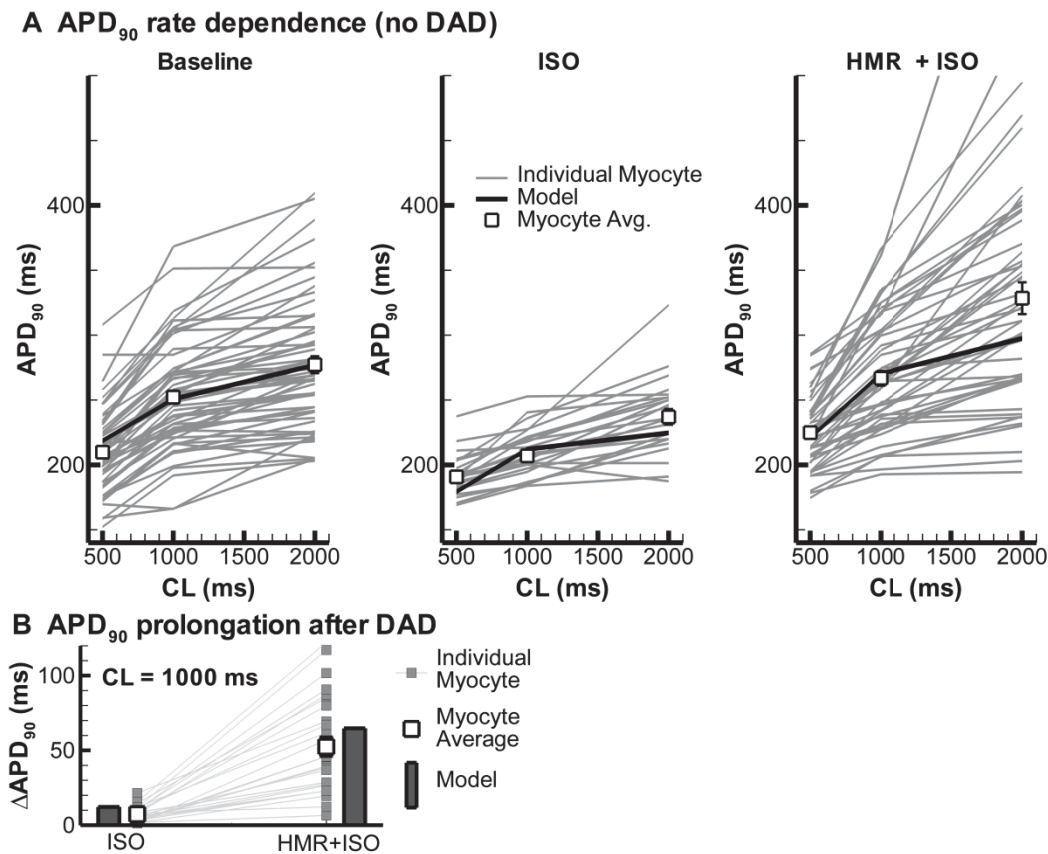 A APD90 rate dependence (no DAD)
Baseline
ISO
HMR + ISO
APD90 (ms)
400
200
500 1000 1500 2000
CL (ms)
APD90 (ms)
400
200
Individual Myocyte
Model
Myocyte Avg.
500 1000 1500 2000
CL (ms)
APD90 (ms)
400
200
500 1000 1500 2000
CL (ms)
B APD90 prolongation after DAD
ΔAPD90 (ms)
100
50
0
CL = 1000 ms
ISO
HMR+ISO
Individual
Myocyte
Myocyte
Average
Model